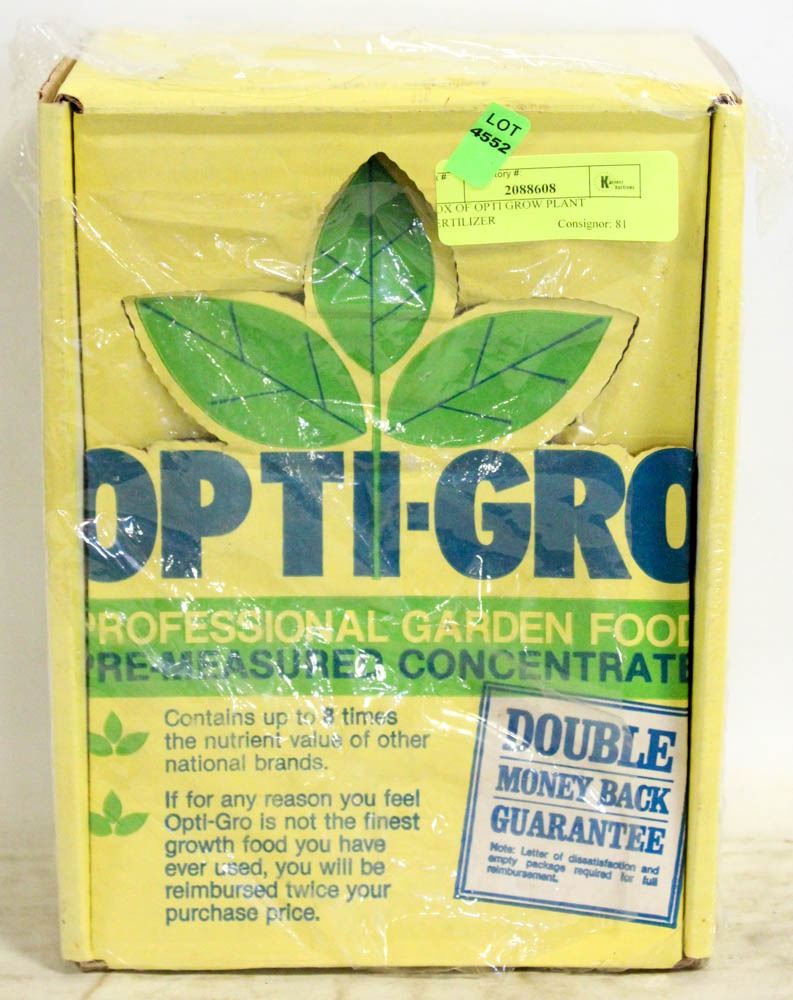 LOT
4552
tory #
2088608
OX OF OPTI GROW PLANT
ERTILIZER
Consignor: 81
OPTI-GRO
PROFESSIONAL GARDEN FOOD
PRE-MEASURED CONCENTRATE
Contains up to 8 times
the nutrient value of other
national brands.
If for any reason you feel
Opti-Gro is not the finest
growth food you have
ever used, you will be
reimbursed twice your
purchase price.
DOUBLE
MONEY BACK
GUARANTEE
Note: Letter of dissatisfaction and
empty package required for full
reimbursement.